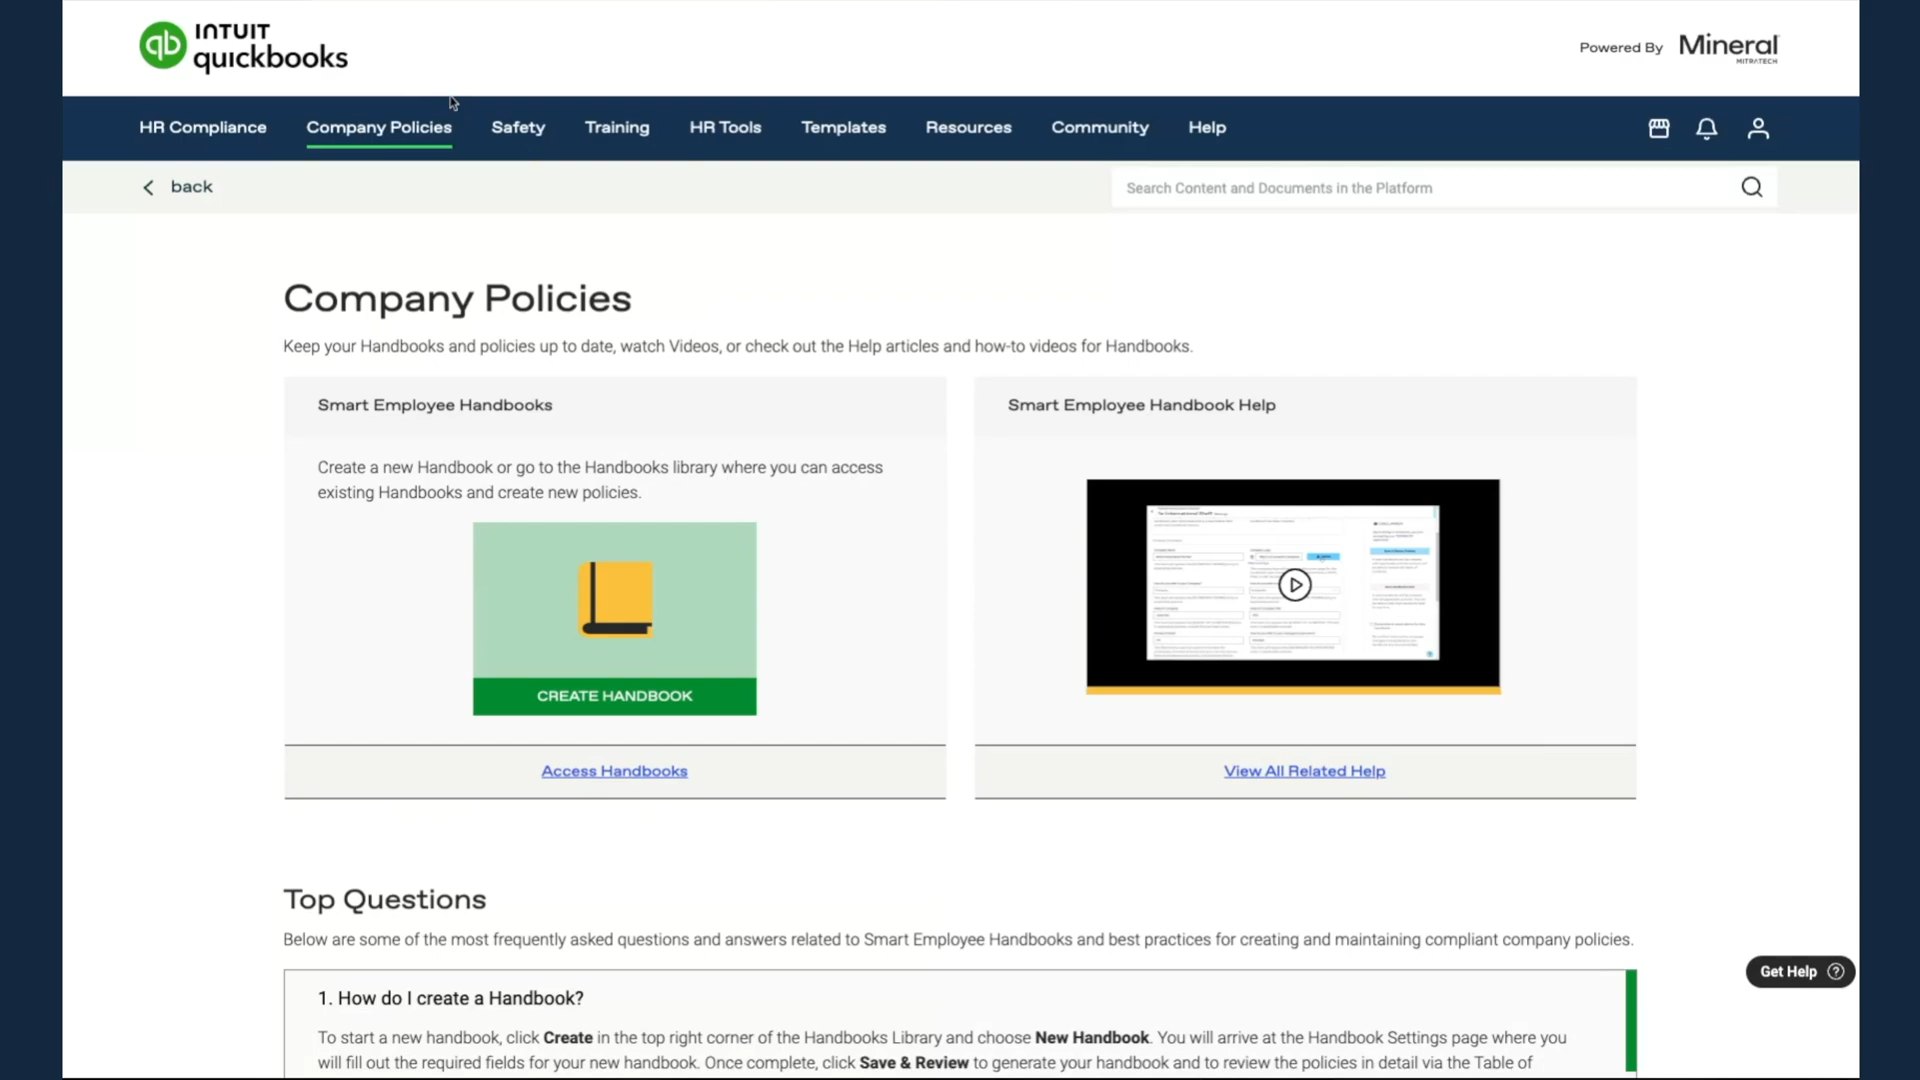 INTUIT
quickbooks
Powered By Mineral
MITRATECH
HR Compliance Company Policies Safety Training HR Tools Templates Resources Community Help
back
Search Content and Documents in the Platform
Company Policies
Keep your Handbooks and policies up to date, watch Videos, or check out the Help articles and how-to videos for Handbooks.
Smart Employee Handbooks
Create a new Handbook or go to the Handbooks library where you can access
existing Handbooks and create new policies.
CREATE HANDBOOK
Access Handbooks
Smart Employee Handbook Help
View All Related Help
Top Questions
Below are some of the most frequently asked questions and answers related to Smart Employee Handbooks and best practices for creating and maintaining compliant company policies.
Get Help
1. How do I create a Handbook?
To start a new handbook, click Create in the top right corner of the Handbooks Library and choose New Handbook. You will arrive at the Handbook Settings page where you
will fill out the required fields for your new handbook. Once complete, click Save & Review to generate your handbook and to review the policies in detail via the Table of